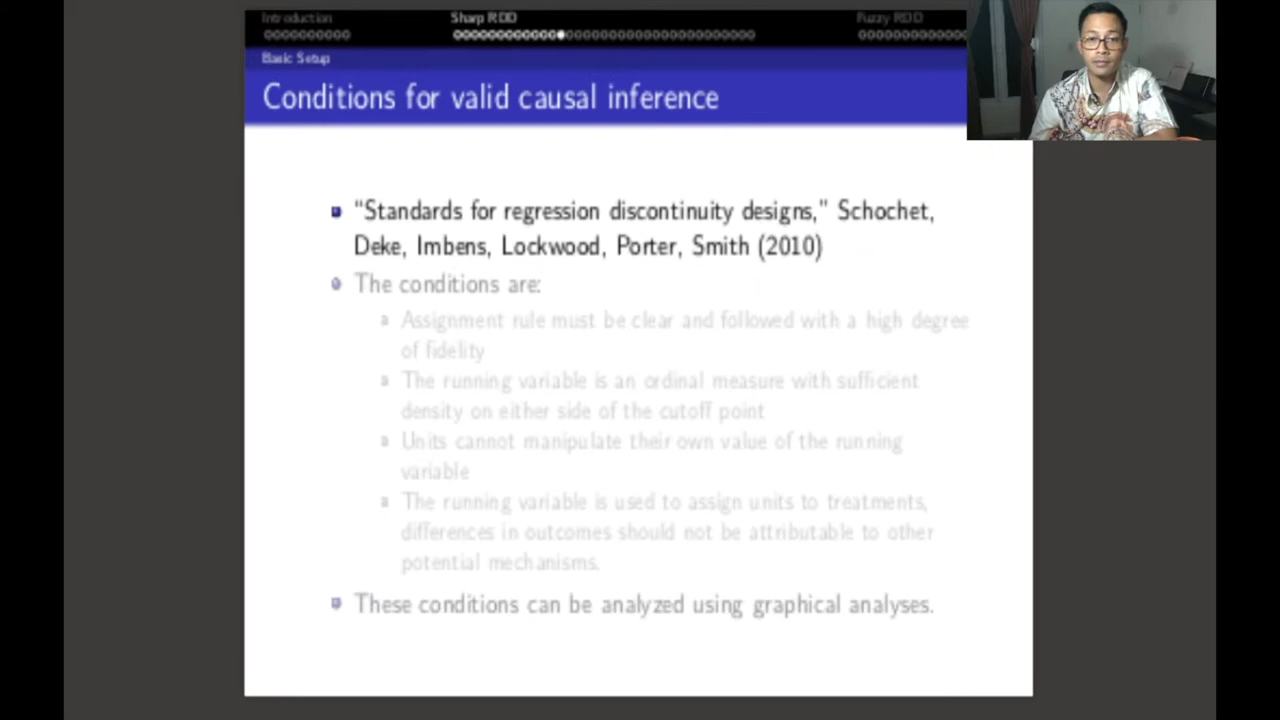 Introduction
Sharp RDD
Fuzzy RDD
Basic Setup
Conditions for valid causal inference
"Standards for regression discontinuity designs," Schochet,
Deke, Imbens, Lockwood, Porter, Smith (2010)
The conditions are:
Assignment rule must be clear and followed with a high degree
of fidelity
The running variable is an ordinal measure with sufficient
density on either side of the cutoff point
Units cannot manipulate their own value of the running
variable
The running variable is used to assign units to treatments,
differences in outcomes should not be attributable to other
potential mechanisms.
These conditions can be analyzed using graphical analyses.